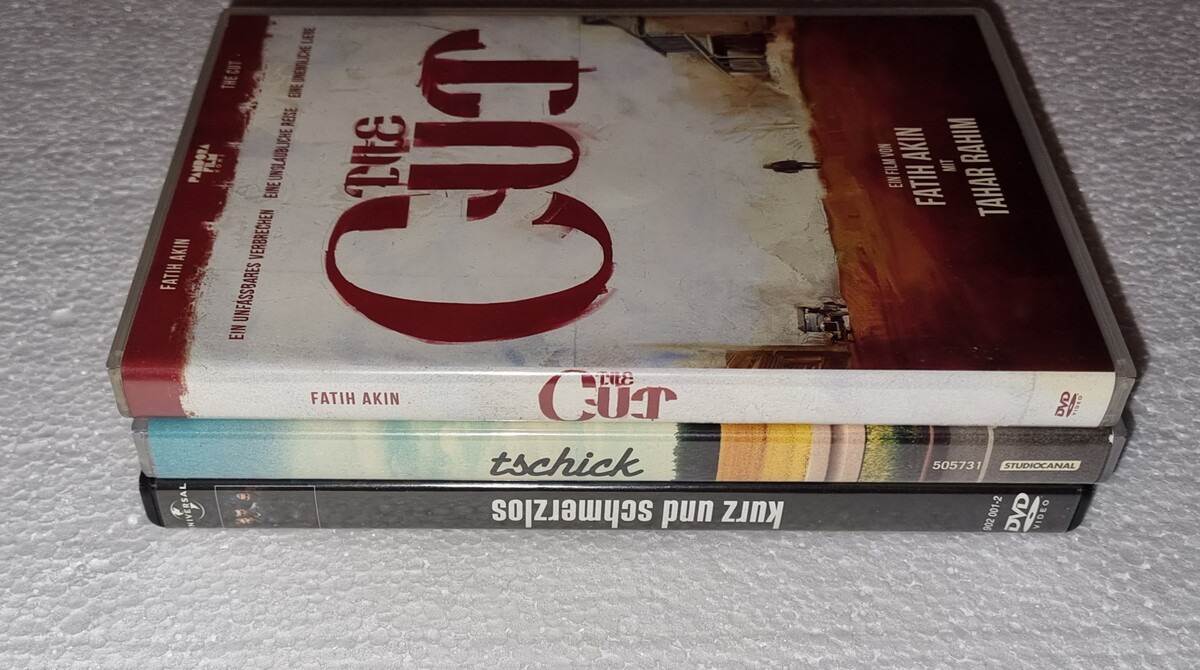 PANDORA
FILM
THE CUT
FATIH AKIN
EIN UNFASSBARES VERBRECHEN EINE UNGLAUBLICHE REISE EINE UNENDLICHE LIEBE
THE
CUT
EIN FILM VON
FATIH AKIN
MIT
TAHAR RAHIM
FATIH AKIN
THE
CUT
DVD
VIDEO
tschick
505731
STUDIOCANAL
UNIVERSAL
kurz und schmerzlos
902 001-2
DVD
VIDEO